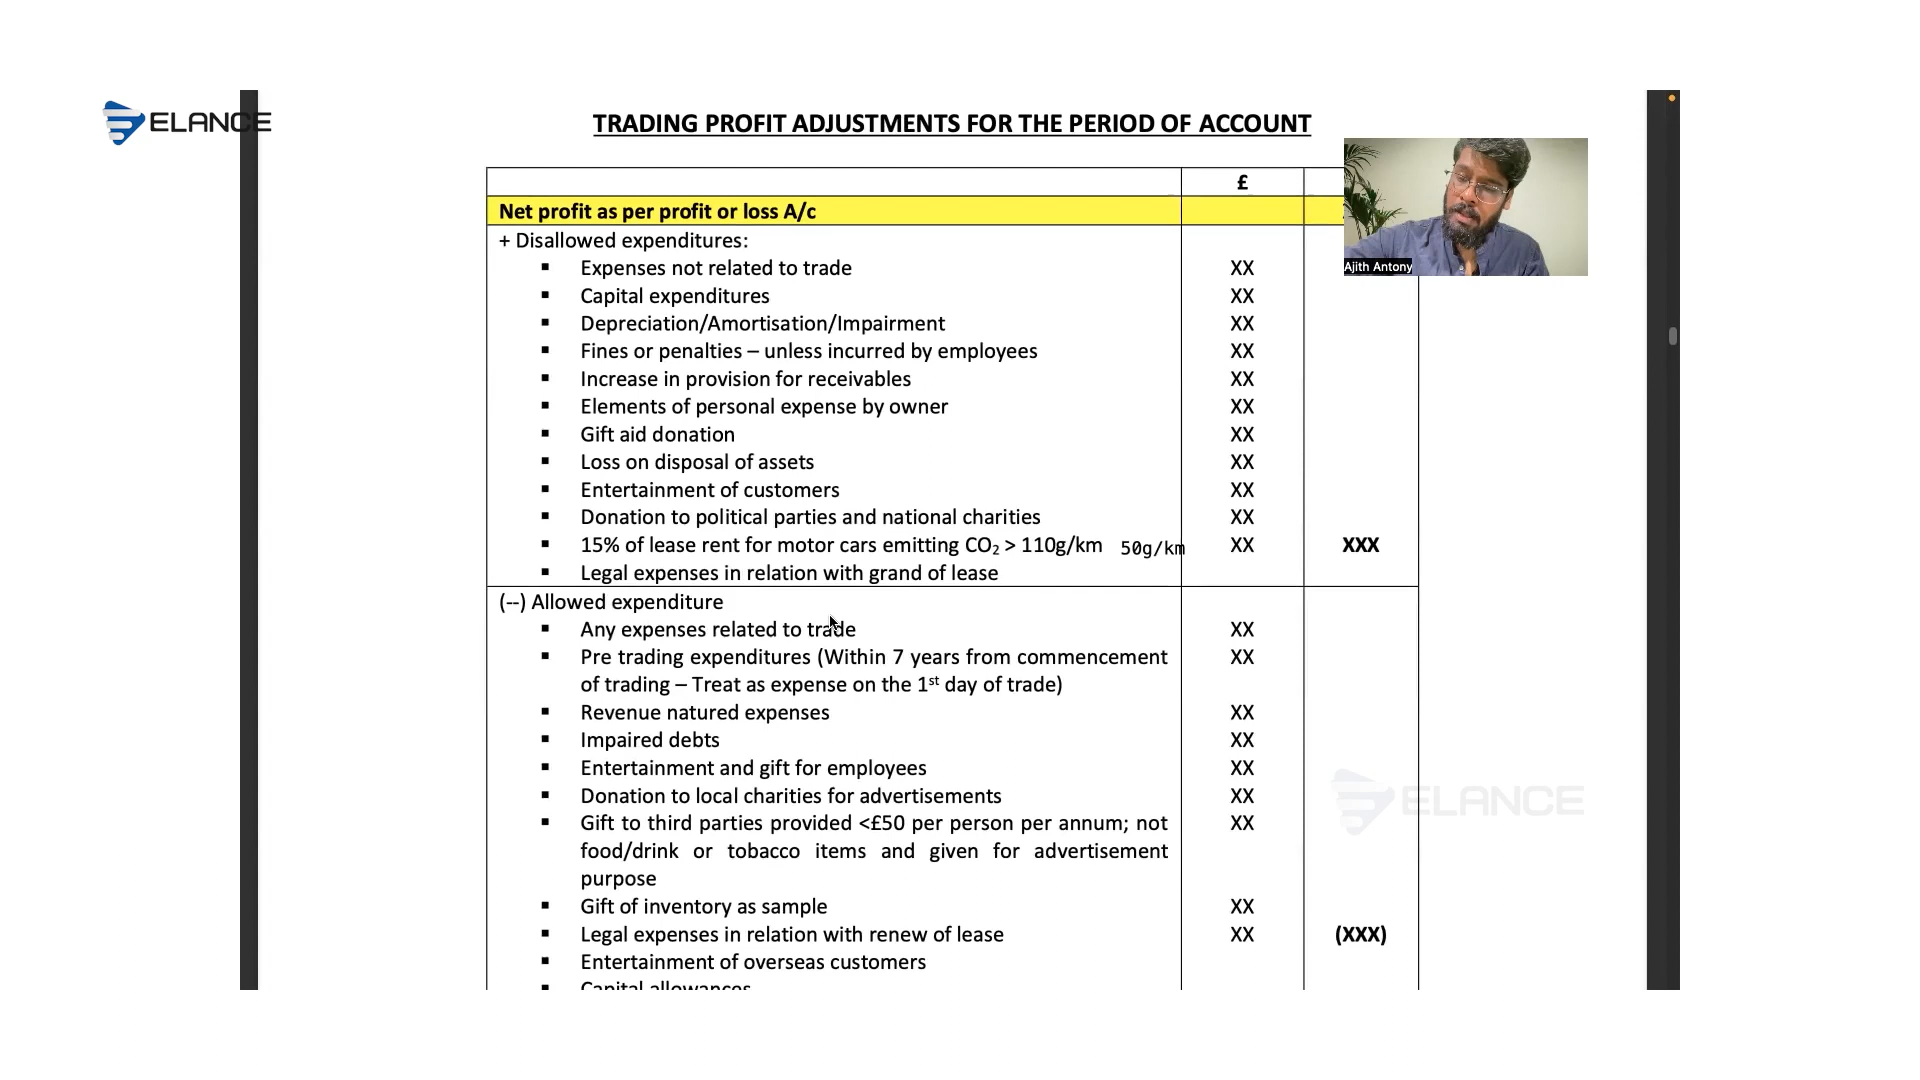 ELANCE
TRADING PROFIT ADJUSTMENTS FOR THE PERIOD OF ACCOUNT
£
Net profit as per profit or loss A/c
+ Disallowed expenditures:
▪ Expenses not related to trade XX
▪ Capital expenditures XX
▪ Depreciation/Amortisation/Impairment XX
▪ Fines or penalties – unless incurred by employees XX
▪ Increase in provision for receivables XX
▪ Elements of personal expense by owner XX
▪ Gift aid donation XX
▪ Loss on disposal of assets XX
▪ Entertainment of customers XX
▪ Donation to political parties and national charities XX
▪ 15% of lease rent for motor cars emitting CO₂ > 110g/km 50g/km XX XXX
▪ Legal expenses in relation with grand of lease
(--) Allowed expenditure
▪ Any expenses related to trade XX
▪ Pre trading expenditures (Within 7 years from commencement XX
of trading – Treat as expense on the 1st day of trade)
▪ Revenue natured expenses XX
▪ Impaired debts XX
▪ Entertainment and gift for employees XX
▪ Donation to local charities for advertisements XX
▪ Gift to third parties provided <£50 per person per annum; not XX
food/drink or tobacco items and given for advertisement
purpose
▪ Gift of inventory as sample XX
▪ Legal expenses in relation with renew of lease XX (XXX)
▪ Entertainment of overseas customers
▪ Capital allowances
Ajith Antony
ELANCE